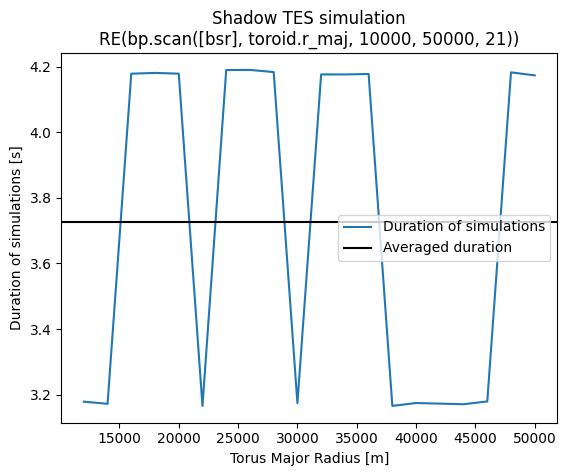 Shadow TES simulation
RE(bp.scan([bsr], toroid.r_maj, 10000, 50000, 21))
Duration of simulations [s]
4.2
4.0
3.8
3.6
3.4
3.2
Duration of simulations
Averaged duration
15000 20000 25000 30000 35000 40000 45000 50000
Torus Major Radius [m]